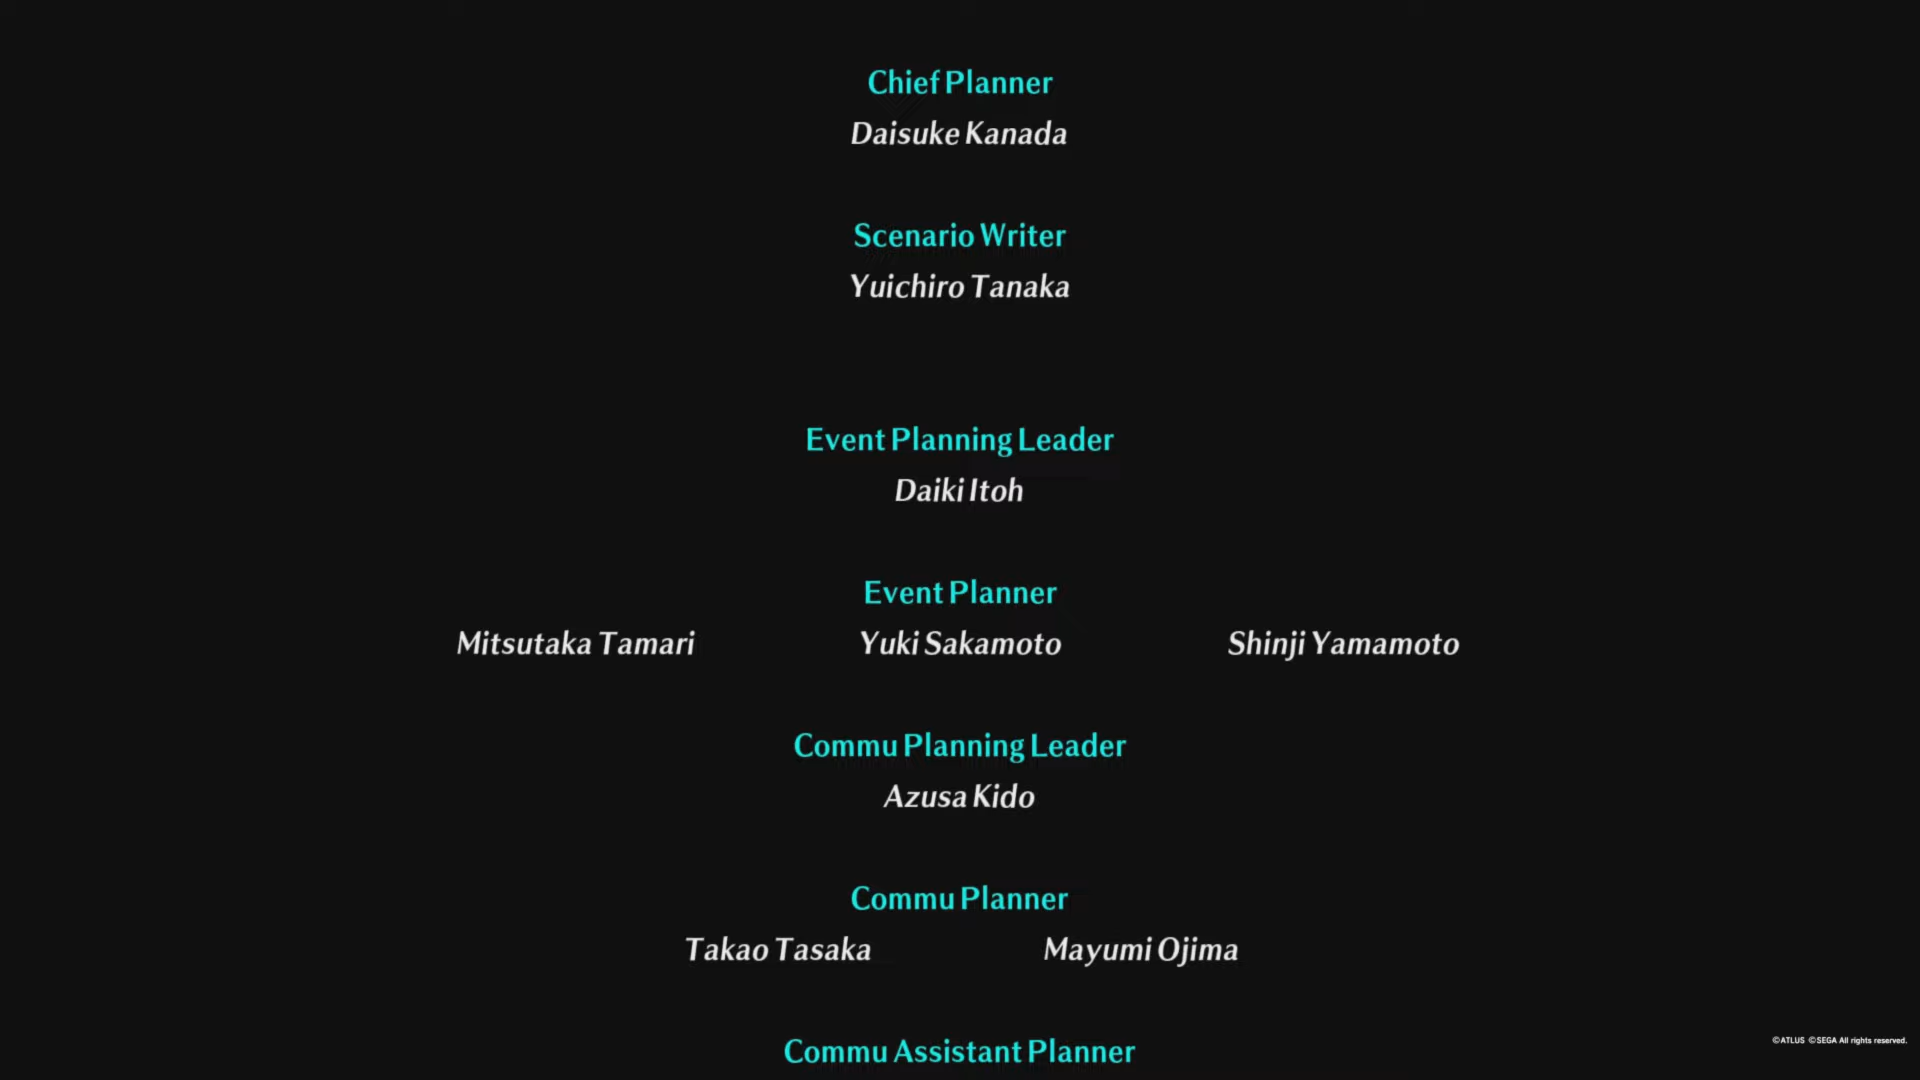 Chief Planner
Daisuke Kanada
Scenario Writer
Yuichiro Tanaka
Event Planning Leader
Daiki Itoh
Event Planner
Mitsutaka Tamari Yuki Sakamoto Shinji Yamamoto
Commu Planning Leader
Azusa Kido
Commu Planner
Takao Tasaka Mayumi Ojima
Commu Assistant Planner
©ATLUS ©SEGA All rights reserved.